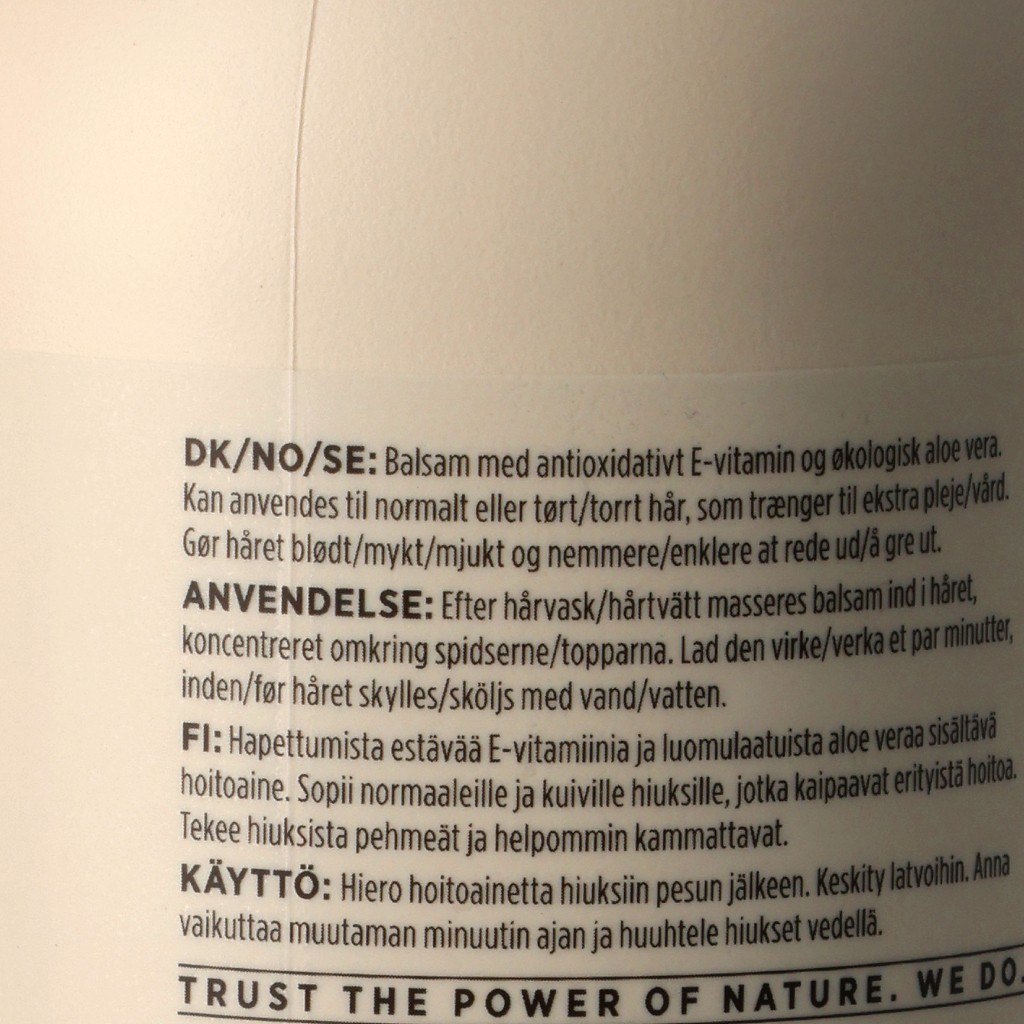 DK/NO/SE: Balsam med antioxidativt E-vitamin og økologisk aloe vera.
Kan anvendes til normalt eller tørt/torrt hår, som trænger til ekstra pleje/vård.
Gør håret blødt/mykt/mjukt og nemmere/enklere at rede ud/å gre ut.
ANVENDELSE: Efter hårvask/hårtvätt masseres balsam ind i håret,
koncentreret omkring spidserne/topparna. Lad den virke/verka et par minutter,
inden/før håret skylles/sköljs med vand/vatten.
FI: Hapettumista estävää E-vitamiinia ja luomulaatuista aloe veraa sisältävä
hoitoaine. Sopii normaaleille ja kuiville hiuksille, jotka kaipaavat erityistä hoitoa.
Tekee hiuksista pehmeät ja helpommin kammattavat.
KÄYTTÖ: Hiero hoitoainetta hiuksiin pesun jälkeen. Keskity latvoihin. Anna
vaikuttaa muutaman minuutin ajan ja huuhtele hiukset vedellä.
TRUST THE POWER OF NATURE. WE DO.